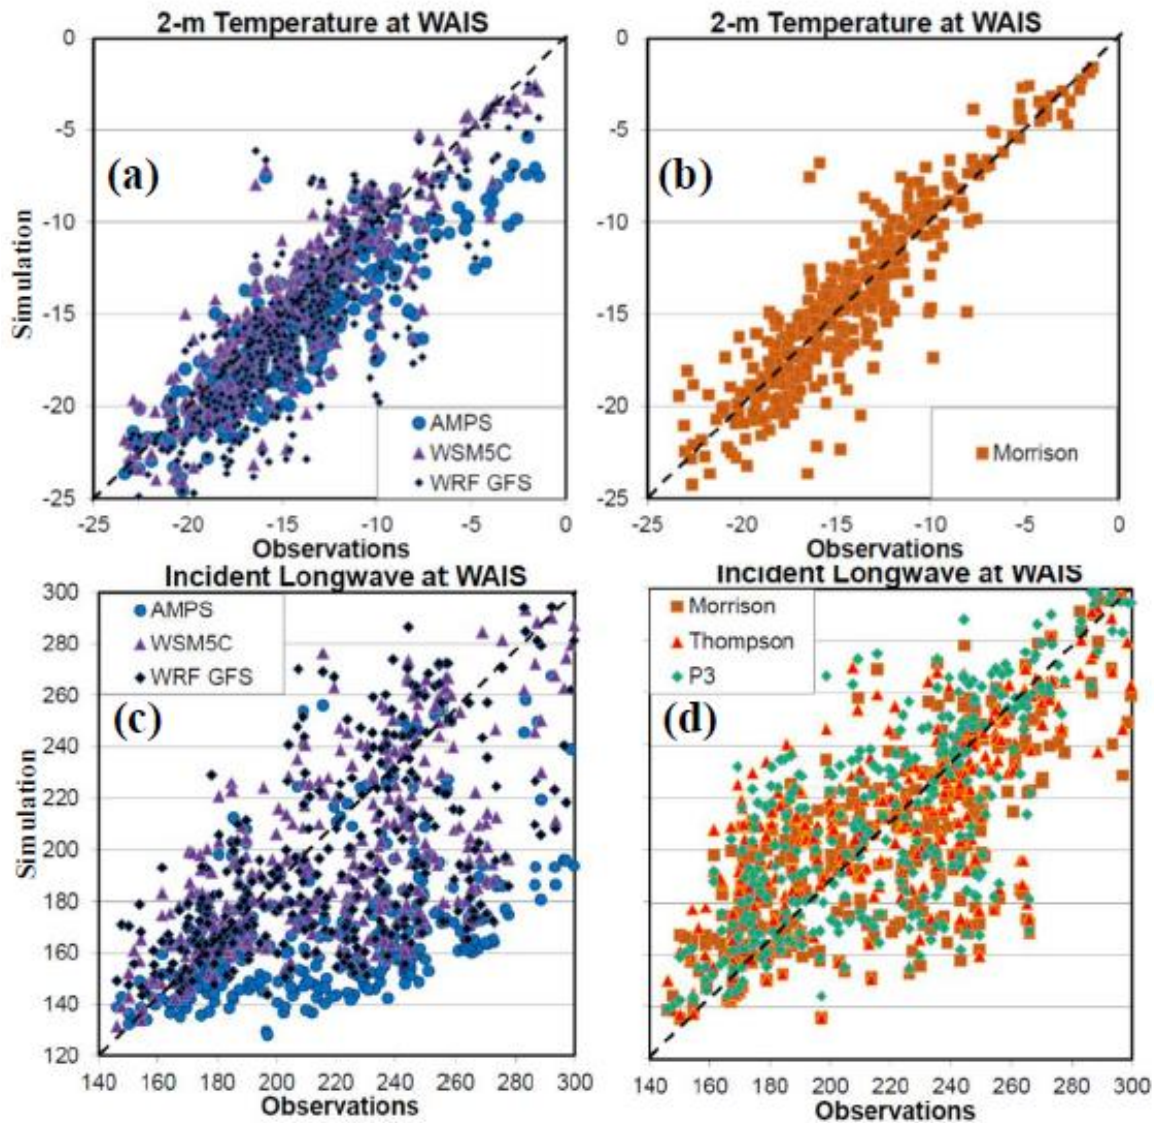 2-m Temperature at WAIS
0
-5
-10
-15
-20
-25
(a)
Simulation
AMPS
WSM5C
WRF GFS
-25 -20 -15 -10 -5 0
Observations
2-m Temperature at WAIS
0
-5
-10
-15
-20
-25
(b)
Morrison
-25 -20 -15 -10 -5 0
Observations
Incident Longwave at WAIS
300
280
260
240
220
200
180
160
140
120
AMPS
WSM5C
WRF GFS
(c)
Simulation
140 160 180 200 220 240 260 280 300
Observations
Incident Longwave at WAIS
Morrison
Thompson
P3
(d)
140 160 180 200 220 240 260 280 300
Observations